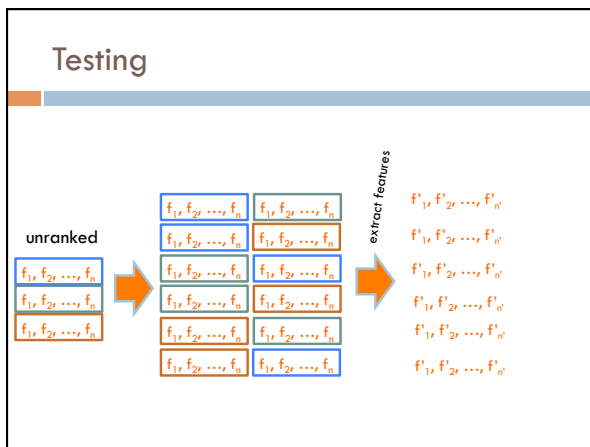 Testing
extract features
unranked
f₁, f₂, …, fₙ
f₁, f₂, …, fₙ
f₁, f₂, …, fₙ
f₁, f₂, …, fₙ f₁, f₂, …, fₙ
f₁, f₂, …, fₙ f₁, f₂, …, fₙ
f₁, f₂, …, fₙ f₁, f₂, …, fₙ
f₁, f₂, …, fₙ f₁, f₂, …, fₙ
f₁, f₂, …, fₙ f₁, f₂, …, fₙ
f₁, f₂, …, fₙ f₁, f₂, …, fₙ
f'₁, f'₂, …, f'ₙ'
f'₁, f'₂, …, f'ₙ'
f'₁, f'₂, …, f'ₙ'
f'₁, f'₂, …, f'ₙ'
f'₁, f'₂, …, f'ₙ'
f'₁, f'₂, …, f'ₙ'